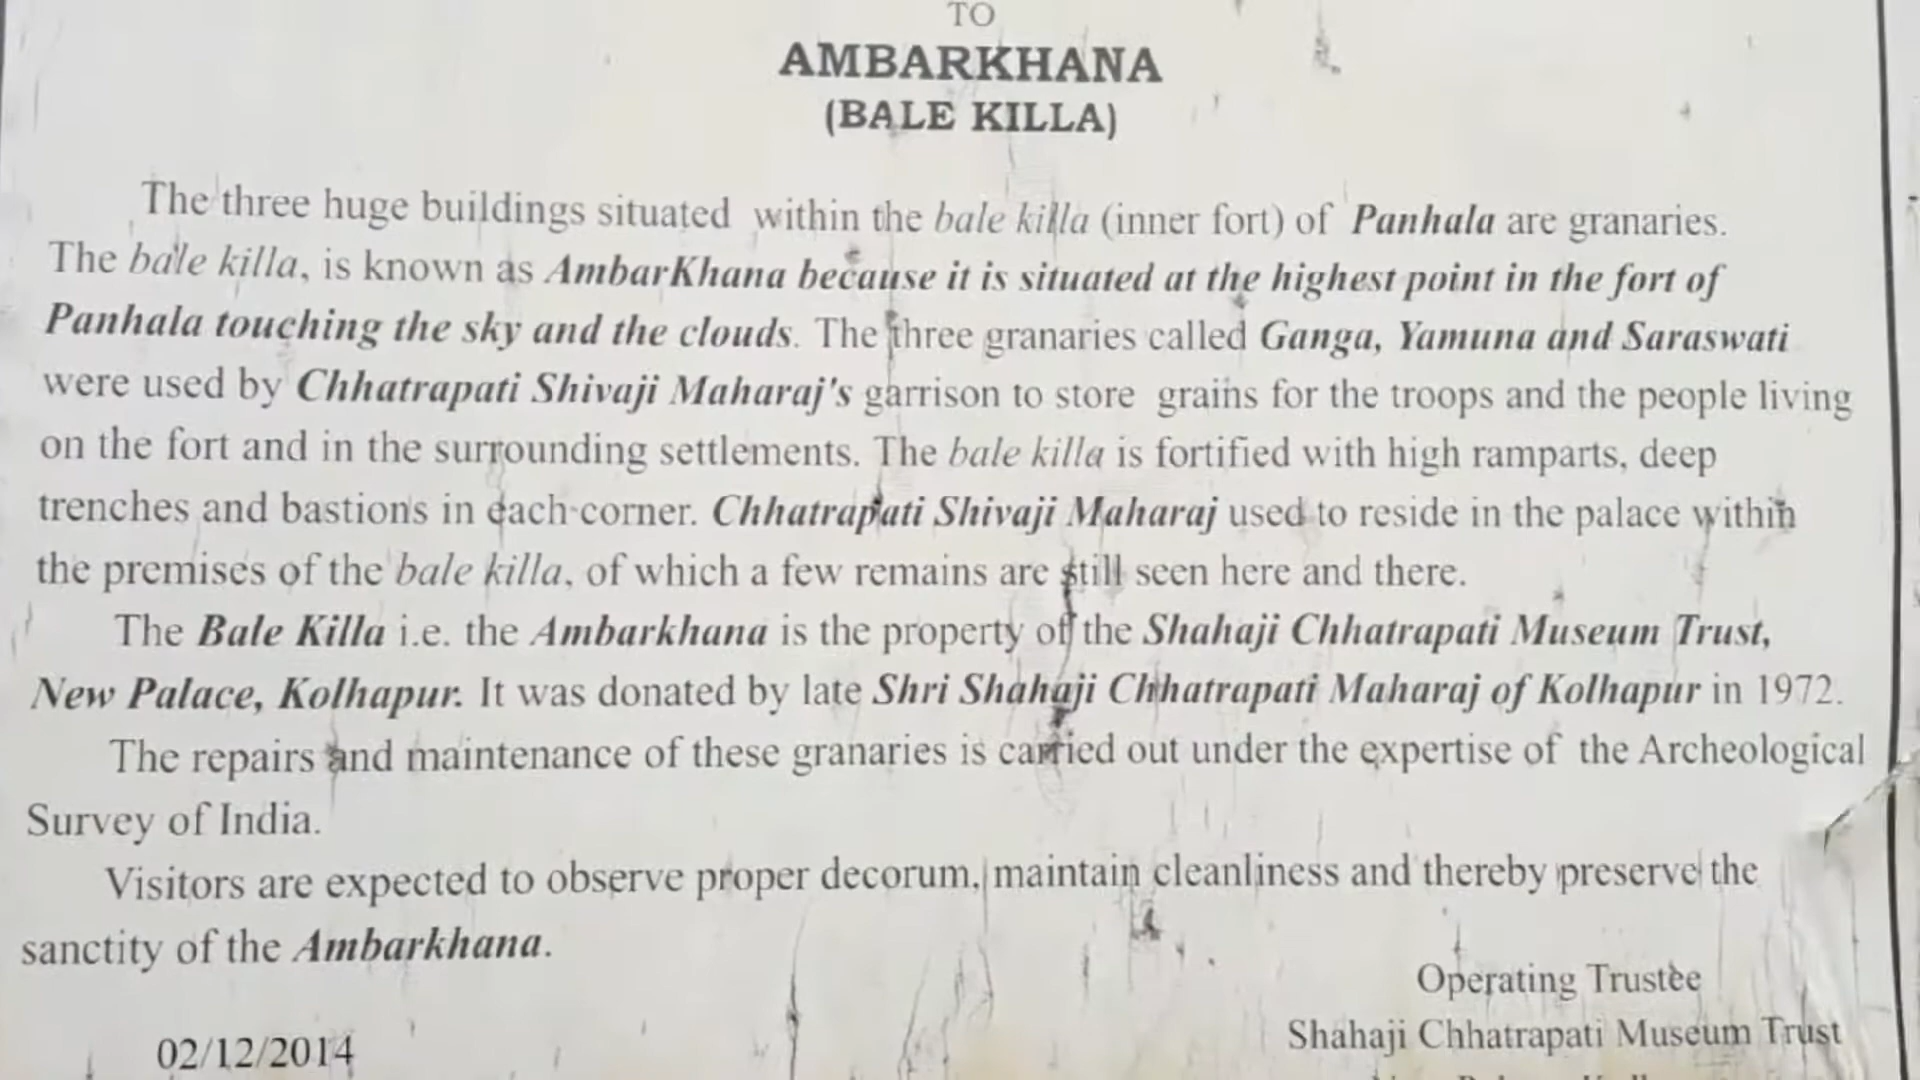 TO
AMBARKHANA
(BALE KILLA)
The three huge buildings situated within the bale killa (inner fort) of Panhala are granaries.
The bale killa, is known as AmbarKhana because it is situated at the highest point in the fort of
Panhala touching the sky and the clouds. The three granaries called Ganga, Yamuna and Saraswati
were used by Chhatrapati Shivaji Maharaj's garrison to store grains for the troops and the people living
on the fort and in the surrounding settlements. The bale killa is fortified with high ramparts, deep
trenches and bastions in each corner. Chhatrapati Shivaji Maharaj used to reside in the palace within
the premises of the bale killa, of which a few remains are still seen here and there.
The Bale Killa i.e. the Ambarkhana is the property of the Shahaji Chhatrapati Museum Trust,
New Palace, Kolhapur. It was donated by late Shri Shahaji Chhatrapati Maharaj of Kolhapur in 1972.
The repairs and maintenance of these granaries is carried out under the expertise of the Archeological
Survey of India.
Visitors are expected to observe proper decorum, maintain cleanliness and thereby preserve the
sanctity of the Ambarkhana.
Operating Trustee
Shahaji Chhatrapati Museum Trust
02/12/2014